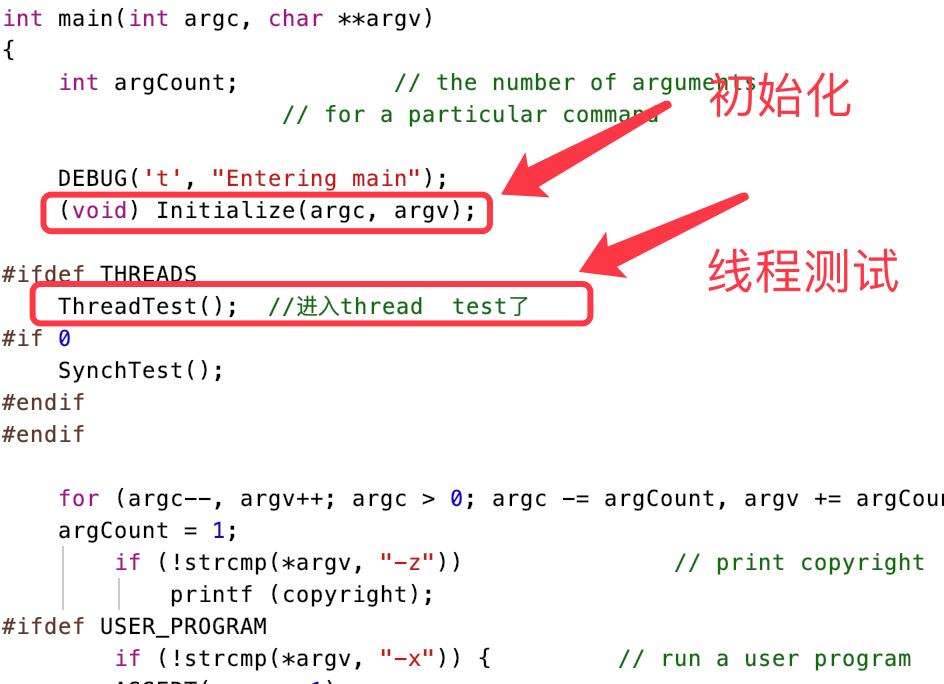 int main(int argc, char **argv)
{
int argCount; // the number of arguments
// for a particular command
初始化
DEBUG('t', "Entering main");
(void) Initialize(argc, argv);
#ifdef THREADS
线程测试
ThreadTest(); //进入thread test了
#if 0
SynchTest();
#endif
#endif
for (argc--, argv++; argc > 0; argc -= argCount, argv += argCoun
argCount = 1;
if (!strcmp(*argv, "-z")) // print copyright
printf (copyright);
#ifdef USER_PROGRAM
if (!strcmp(*argv, "-x")) { // run a user program